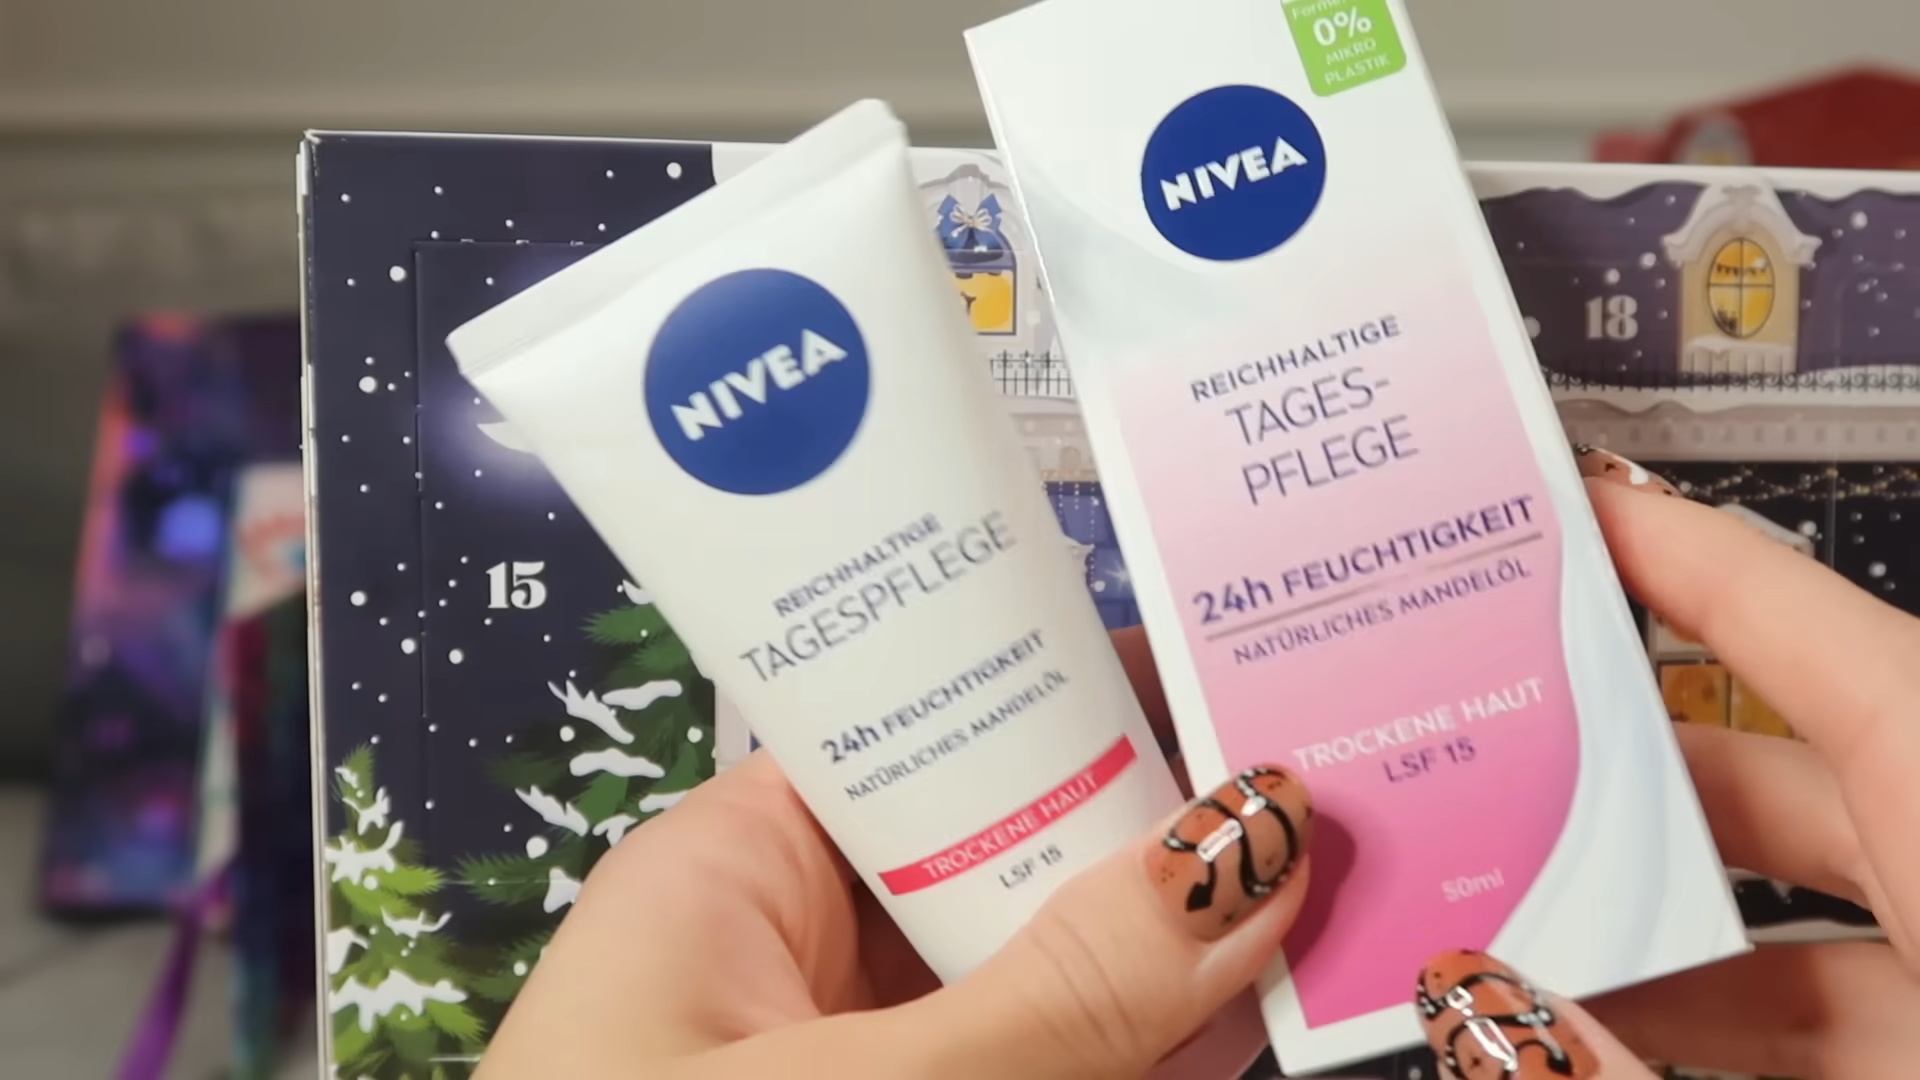 NIVEA
REICHHALTIGE
TAGESPFLEGE
24h FEUCHTIGKEIT
NATÜRLICHES MANDELÖL
TROCKENE HAUT
LSF 15
0%
MIKRO
PLASTIK
NIVEA
REICHHALTIGE
TAGES-
PFLEGE
24h FEUCHTIGKEIT
NATÜRLICHES MANDELÖL
TROCKENE HAUT
LSF 15
50ml
15
18